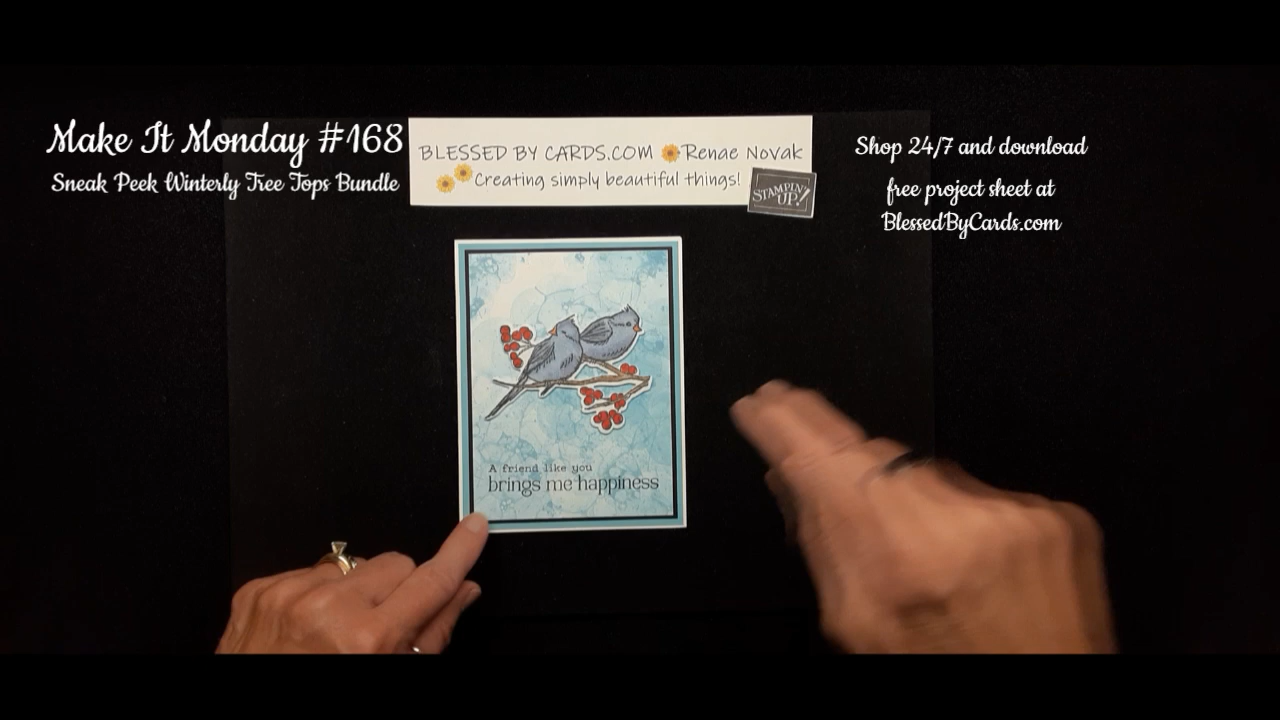 Make It Monday #168
Sneak Peek Winterly Tree Tops Bundle
BLESSED BY CARDS.COM Renae Novak
Creating simply beautiful things!
STAMPIN' UP!
Shop 24/7 and download
free project sheet at
BlessedByCards.com
A friend like you
brings me happiness